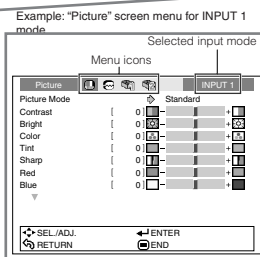 Example: “Picture” screen menu for INPUT 1
mode
Selected input mode
Menu icons
Picture INPUT 1
Picture Mode Standard
Contrast [ 0 ] – +
Bright [ 0 ] – +
Color [ 0 ] – +
Tint [ 0 ] – +
Sharp [ 0 ] – +
Red [ 0 ] – +
Blue [ 0 ] – +
SEL./ADJ. ENTER
RETURN END